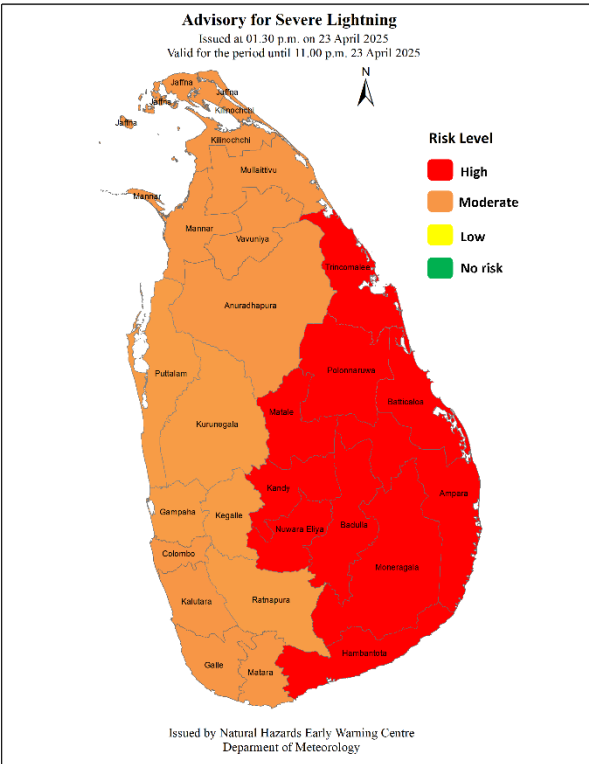 Advisory for Severe Lightning
Issued at 01.30 p.m. on 23 April 2025
Valid for the period until 11.00 p.m. 23 April 2025
N
Jaffna
Jaffna
Jaffna
Kilinochchi
Jaffna
Kilinochchi
Mullaittivu
Mannar
Mannar
Vavuniya
Trincomalee
Anuradhapura
Risk Level
High
Moderate
Low
No risk
Puttalam
Polonnaruwa
Batticaloa
Matale
Kurunegala
Kandy
Ampara
Gampaha
Kegalle
Nuwara Eliya
Badulla
Colombo
Moneragala
Kalutara
Ratnapura
Hambantota
Galle
Matara
Issued by Natural Hazards Early Warning Centre
Deparment of Meteorology